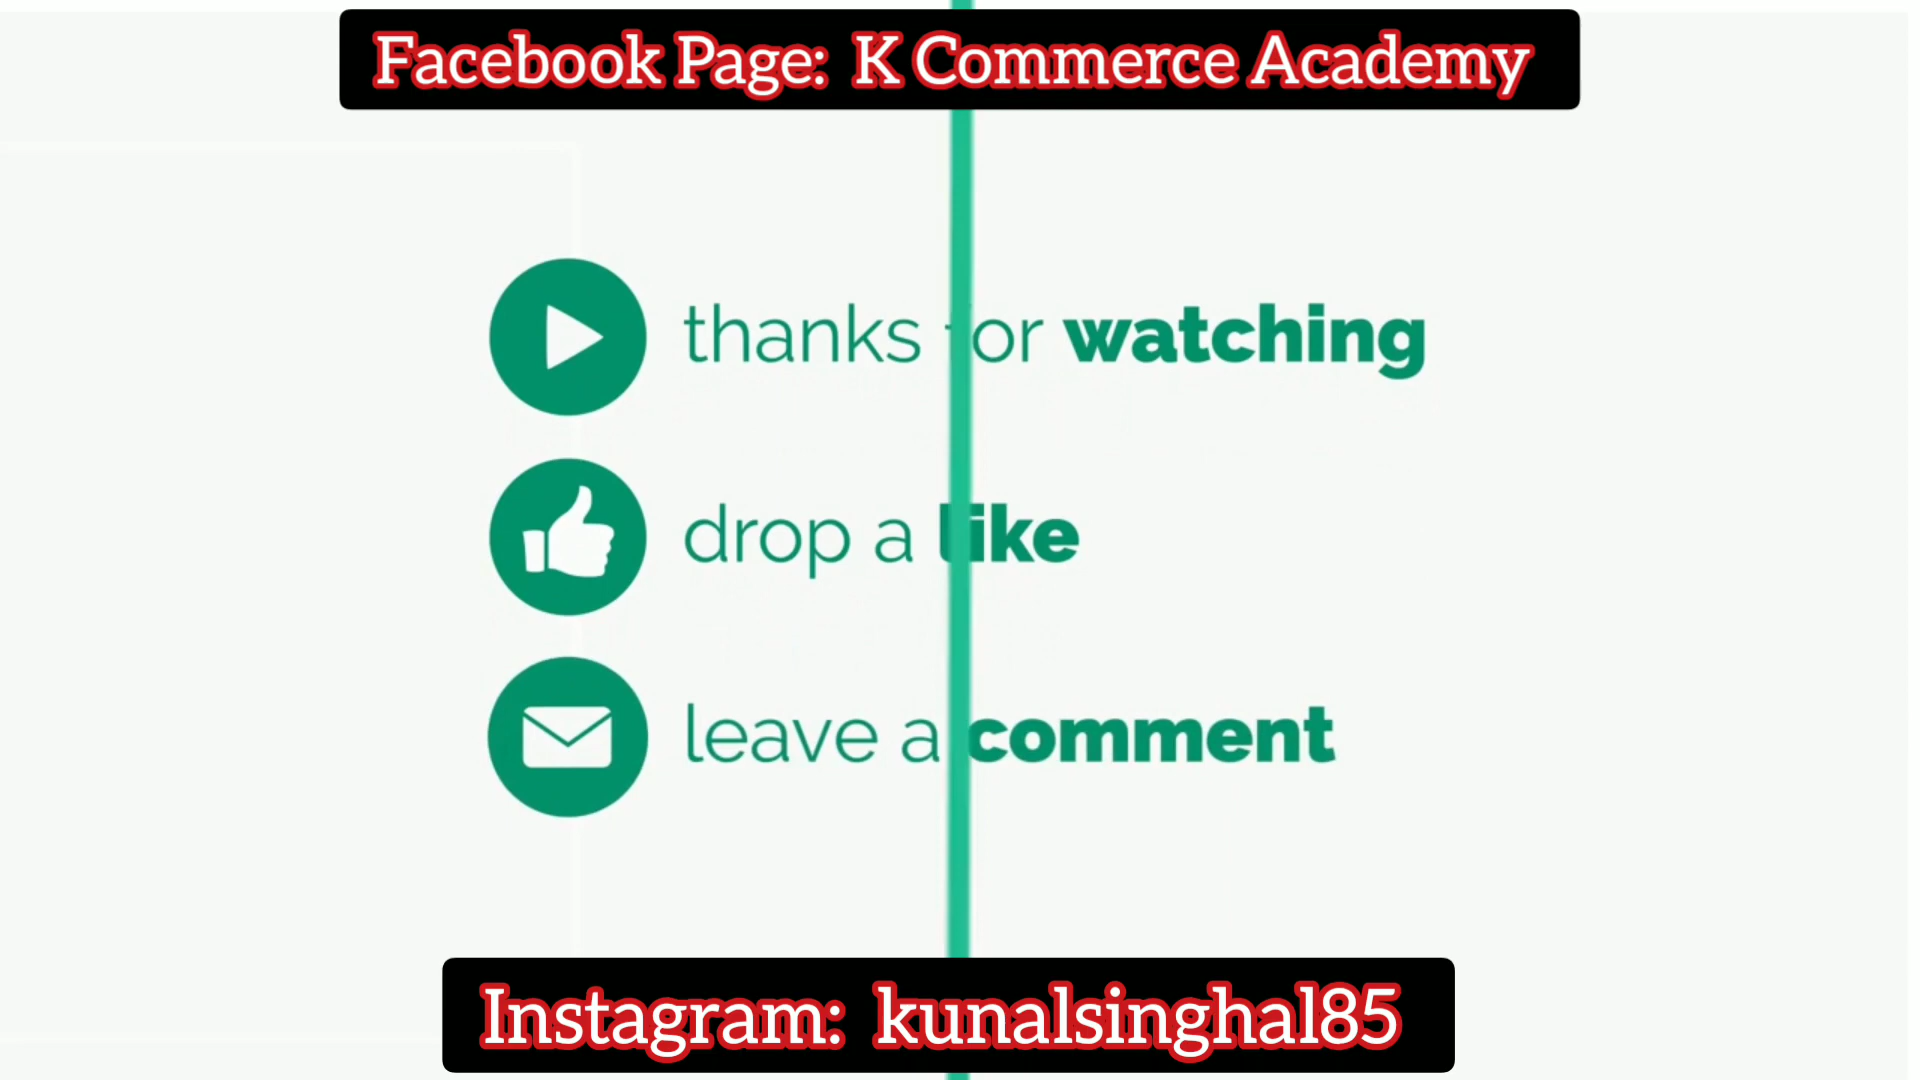 Facebook Page: K Commerce Academy
thanks for watching
drop a like
leave a comment
Instagram: kunalsinghal85